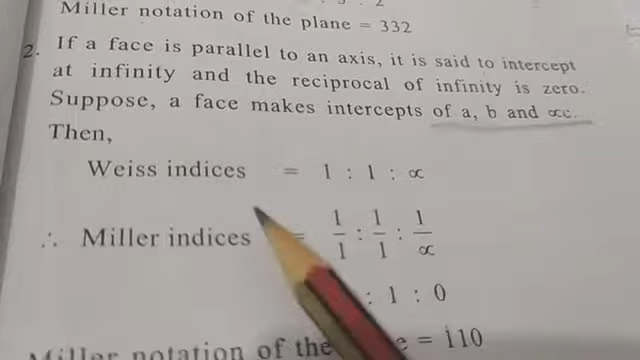 Miller notation of the plane = 332
2. If a face is parallel to an axis, it is said to intercept
at infinity and the reciprocal of infinity is zero.
Suppose, a face makes intercepts of a, b and ∝c.
Then,
Weiss indices = 1 : 1 : ∝
∴ Miller indices = 1/1 : 1/1 : 1/∝
: 1 : 0
Miller notation of the = 110